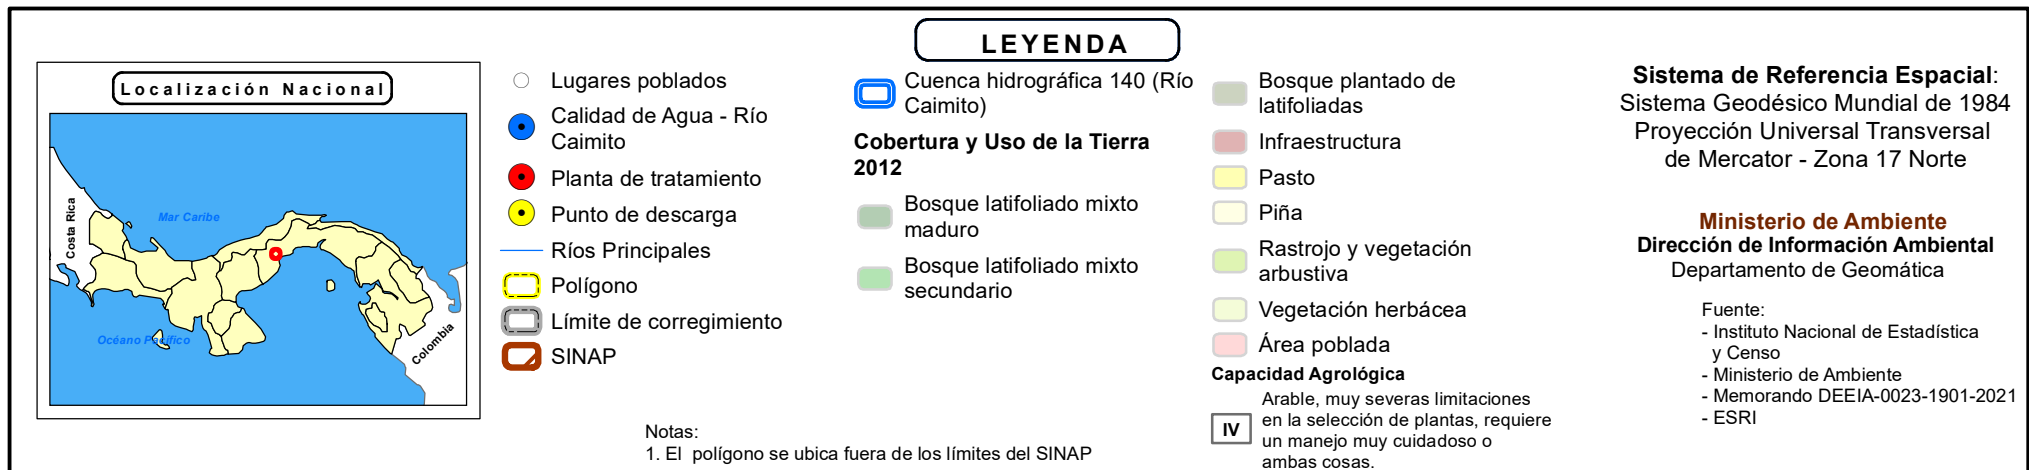 LEYENDA
Localización Nacional
Costa Rica
Mar Caribe
Océano Pacífico
Colombia
Lugares poblados
Calidad de Agua - Río
Caimito
Planta de tratamiento
Punto de descarga
Ríos Principales
Polígono
Límite de corregimiento
SINAP
Cuenca hidrográfica 140 (Río
Caimito)
Cobertura y Uso de la Tierra
2012
Bosque latifoliado mixto
maduro
Bosque latifoliado mixto
secundario
Bosque plantado de
latifoliadas
Infraestructura
Pasto
Piña
Rastrojo y vegetación
arbustiva
Vegetación herbácea
Área poblada
Capacidad Agrológica
IV
Arable, muy severas limitaciones
en la selección de plantas, requiere
un manejo muy cuidadoso o
ambas cosas.
Notas:
1. El polígono se ubica fuera de los límites del SINAP
Sistema de Referencia Espacial:
Sistema Geodésico Mundial de 1984
Proyección Universal Transversal
de Mercator - Zona 17 Norte
Ministerio de Ambiente
Dirección de Información Ambiental
Departamento de Geomática
Fuente:
- Instituto Nacional de Estadística
y Censo
- Ministerio de Ambiente
- Memorando DEEIA-0023-1901-2021
- ESRI